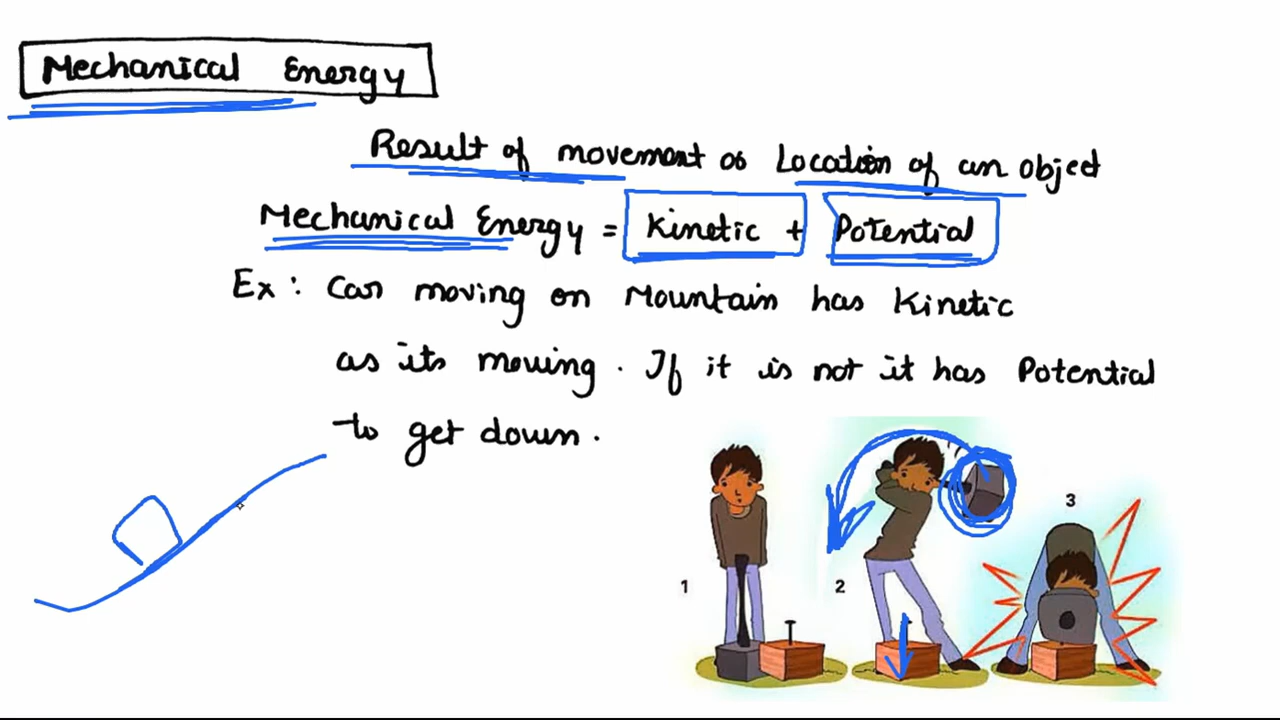 Mechanical Energy
Result of movement or Location of an object
Mechanical Energy = Kinetic + Potential
Ex: Car moving on Mountain has Kinetic
as its moving. If it is not it has Potential
to get down.
1
2
3